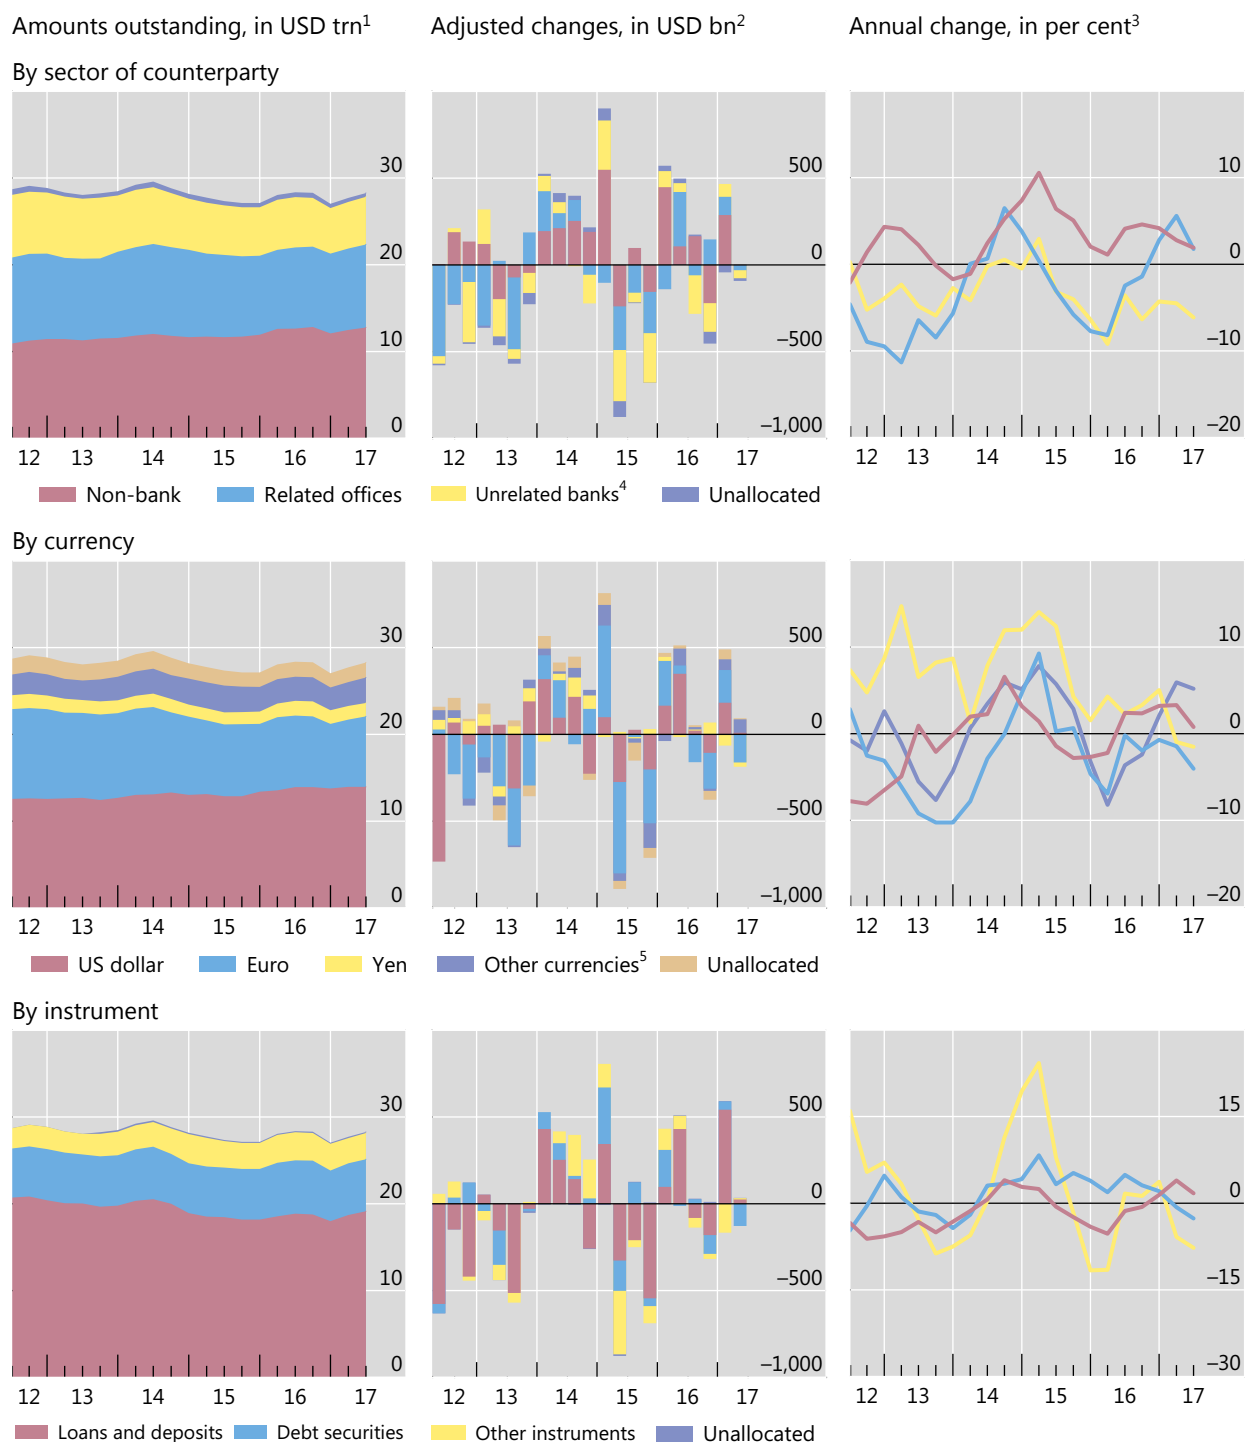 Amounts outstanding, in USD trn1 Adjusted changes, in USD bn2 Annual change, in per cent3
By sector of counterparty
30 500 10
20 0 0
10 –500 –10
0 –1,000 –20
12 13 14 15 16 17 12 13 14 15 16 17 12 13 14 15 16 17
Non-bank Related offices Unrelated banks4 Unallocated
By currency
30 500 10
20 0 0
10 –500 –10
0 –1,000 –20
12 13 14 15 16 17 12 13 14 15 16 17 12 13 14 15 16 17
US dollar Euro Yen Other currencies5 Unallocated
By instrument
30 500 15
20 0 0
10 –500 –15
0 –1,000 –30
12 13 14 15 16 17 12 13 14 15 16 17 12 13 14 15 16 17
Loans and deposits Debt securities Other instruments Unallocated